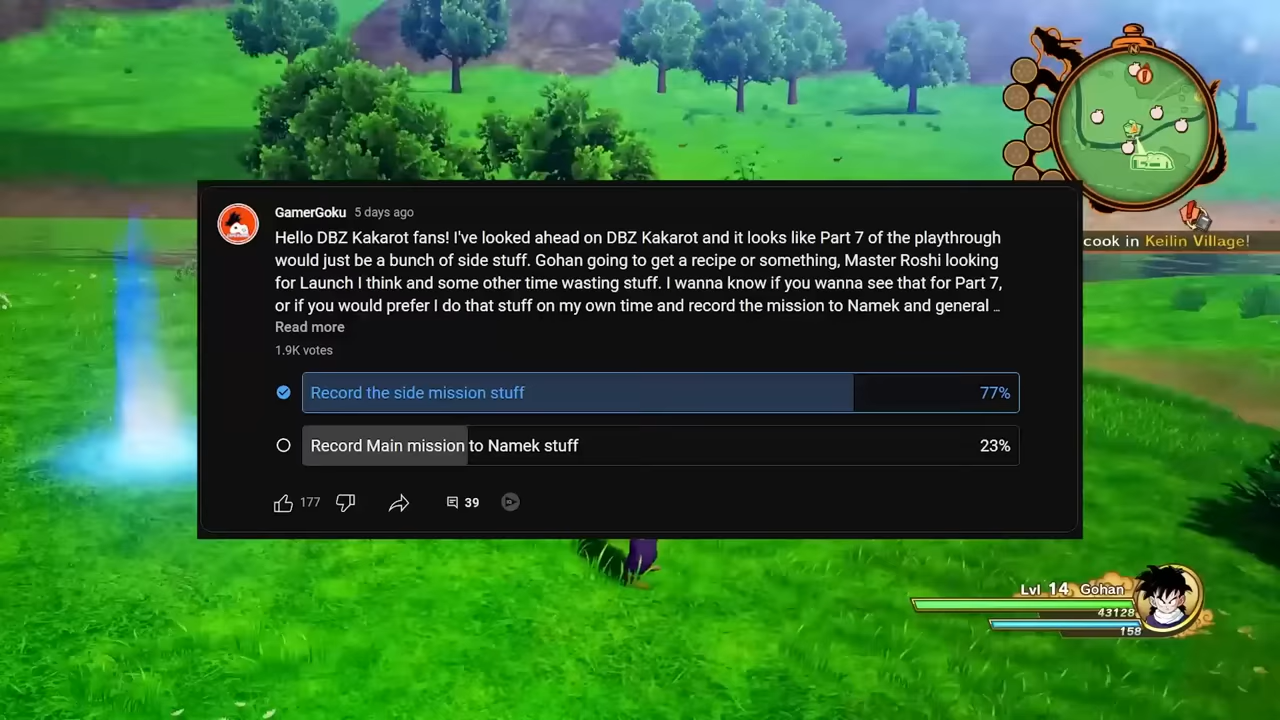 N
cook in Keilin Village!
GamerGoku 5 days ago
Hello DBZ Kakarot fans! I've looked ahead on DBZ Kakarot and it looks like Part 7 of the playthrough
would just be a bunch of side stuff. Gohan going to get a recipe or something, Master Roshi looking
for Launch I think and some other time wasting stuff. I wanna know if you wanna see that for Part 7,
or if you would prefer I do that stuff on my own time and record the mission to Namek and general ...
Read more
1.9K votes
Record the side mission stuff 77%
Record Main mission to Namek stuff 23%
177 39
Lvl 14 Gohan
43128
158